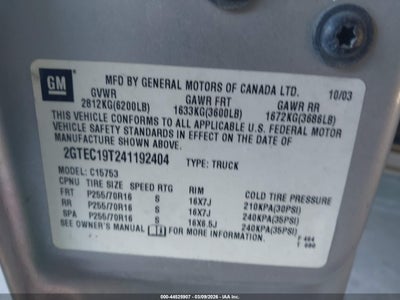 GM
MFD BY GENERAL MOTORS OF CANADA LTD.
10/03
GVWR GAWR FRT GAWR RR
2812KG(6200LB) 1633KG(3600LB) 1672KG(3686LB)
THIS VEHICLE CONFORMS TO ALL APPLICABLE U.S. FEDERAL MOTOR
VEHICLE SAFETY STANDARDS IN EFFECT ON THE DATE OF
MANUFACTURE SHOWN ABOVE.
2GTEC19T241192404 TYPE: TRUCK
MODEL: C15753
CPNU TIRE SIZE SPEED RTG RIM COLD TIRE PRESSURE
FRT P255/70R16 S 16X7J 210KPA(30PSI)
RR P255/70R16 S 16X7J 240KPA(35PSI)
SPA P255/70R16 S 16X6.5J 240KPA(35PSI)
SEE OWNER'S MANUAL FOR ADDITIONAL INFORMATION.
IAA: 000-44529907 - 03/09/2026 - IAA